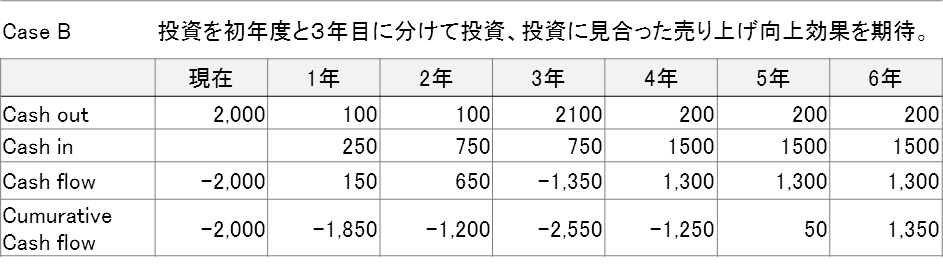 Case B 投資を初年度と3年目に分けて投資、投資に見合った売り上げ向上効果を期待。
現在 1年 2年 3年 4年 5年 6年
Cash out 2,000 100 100 2100 200 200 200
Cash in 250 750 750 1500 1500 1500
Cash flow -2,000 150 650 -1,350 1,300 1,300 1,300
Cumurative
Cash flow -2,000 -1,850 -1,200 -2,550 -1,250 50 1,350